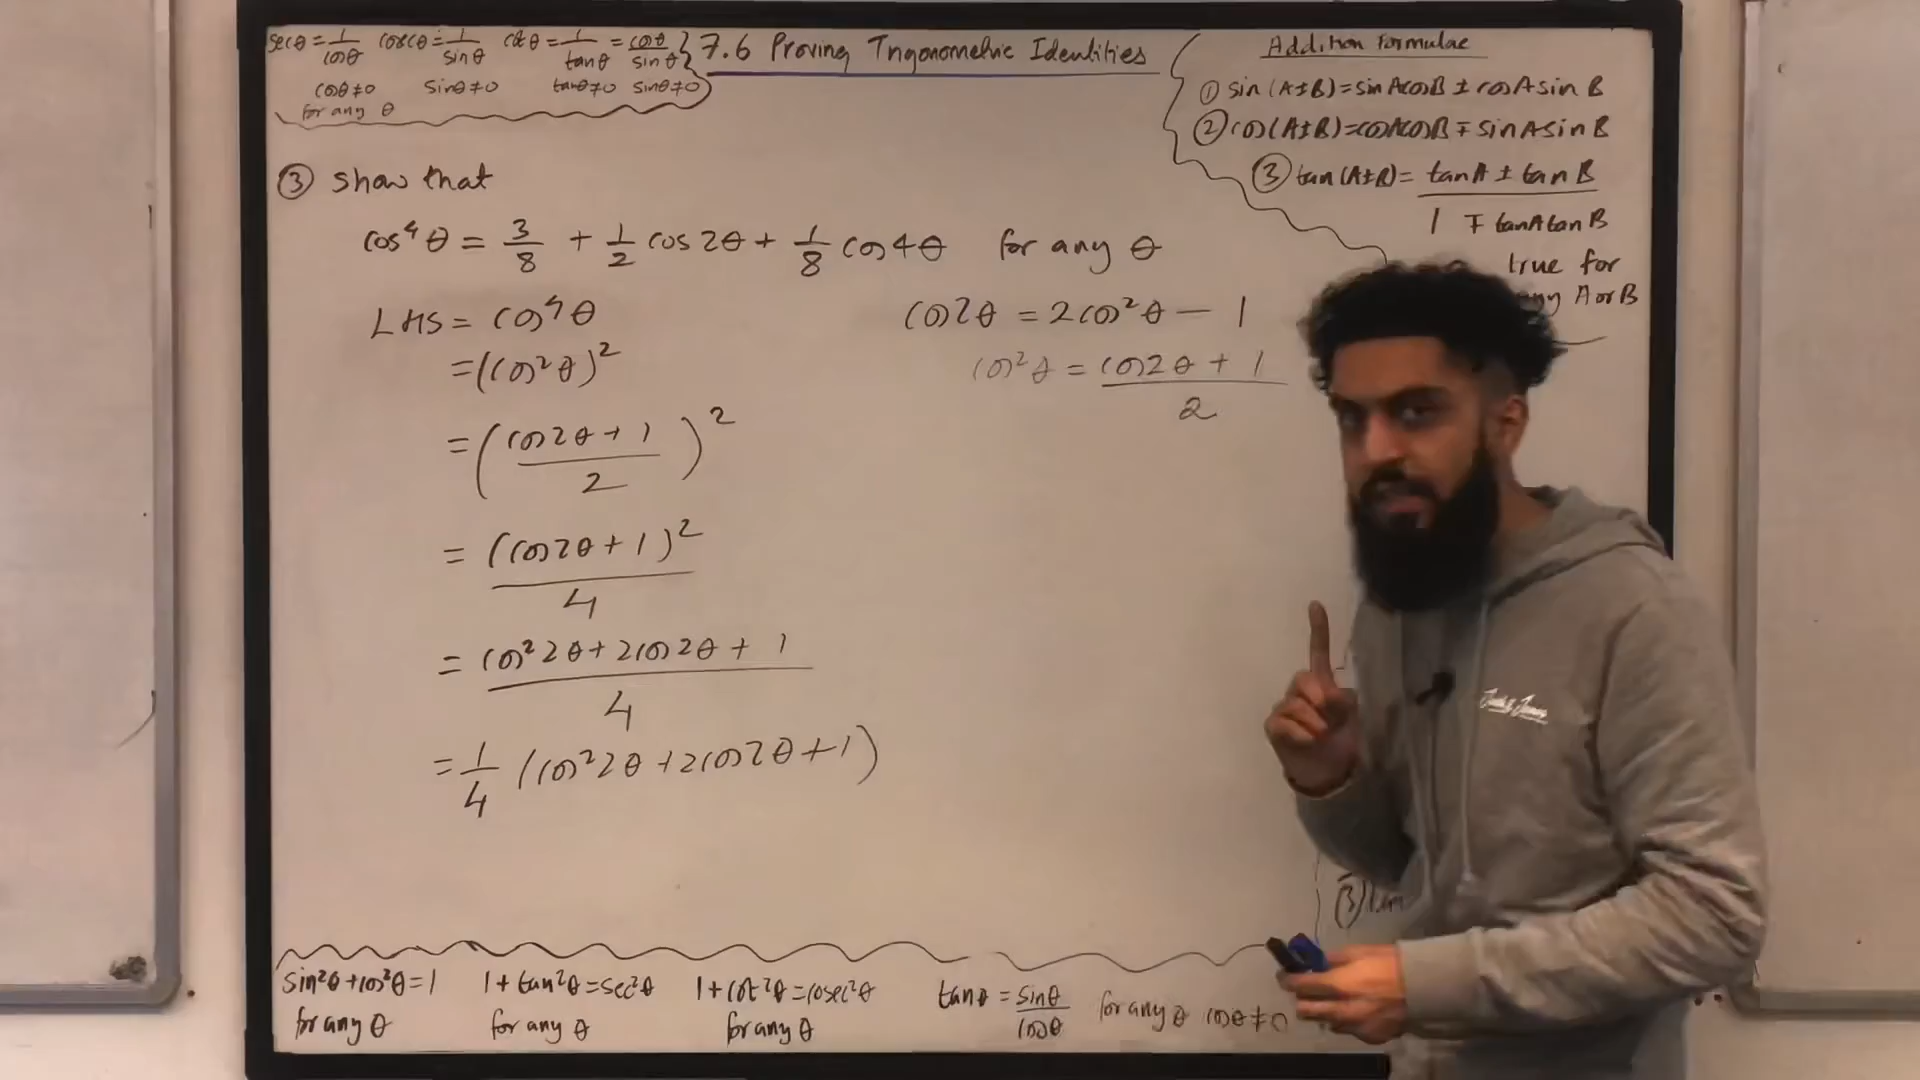 secθ = 1/cosθ cosecθ = 1/sinθ cotθ = 1/tanθ = cosθ/sinθ
cosθ≠0 sinθ≠0 tanθ≠0 sinθ≠0
for any θ
7.6 Proving Trigonometric Identities
Addition Formulae
① sin(A±B)=sinAcosB ± cosAsinB
② cos(A±B)=cosAcosB ∓ sinAsinB
③ tan(A±B)= tanA ± tanB / 1 ∓ tanAtanB
true for
any A or B
③ show that
cos⁴θ = 3/8 + 1/2 cos2θ + 1/8 cos4θ for any θ
LHS = cos⁴θ
=(cos²θ)²
=(cos2θ+1 / 2)²
= (cos2θ+1)² / 4
= cos²2θ+2cos2θ+1 / 4
= 1/4 (cos²2θ+2cos2θ+1)
cos2θ = 2cos²θ − 1
cos²θ = cos2θ + 1 / 2
sin²θ+cos²θ=1
for any θ
1+tan²θ=sec²θ
for any θ
1+cot²θ=cosec²θ
for any θ
tanθ = sinθ/cosθ for any θ cosθ≠0